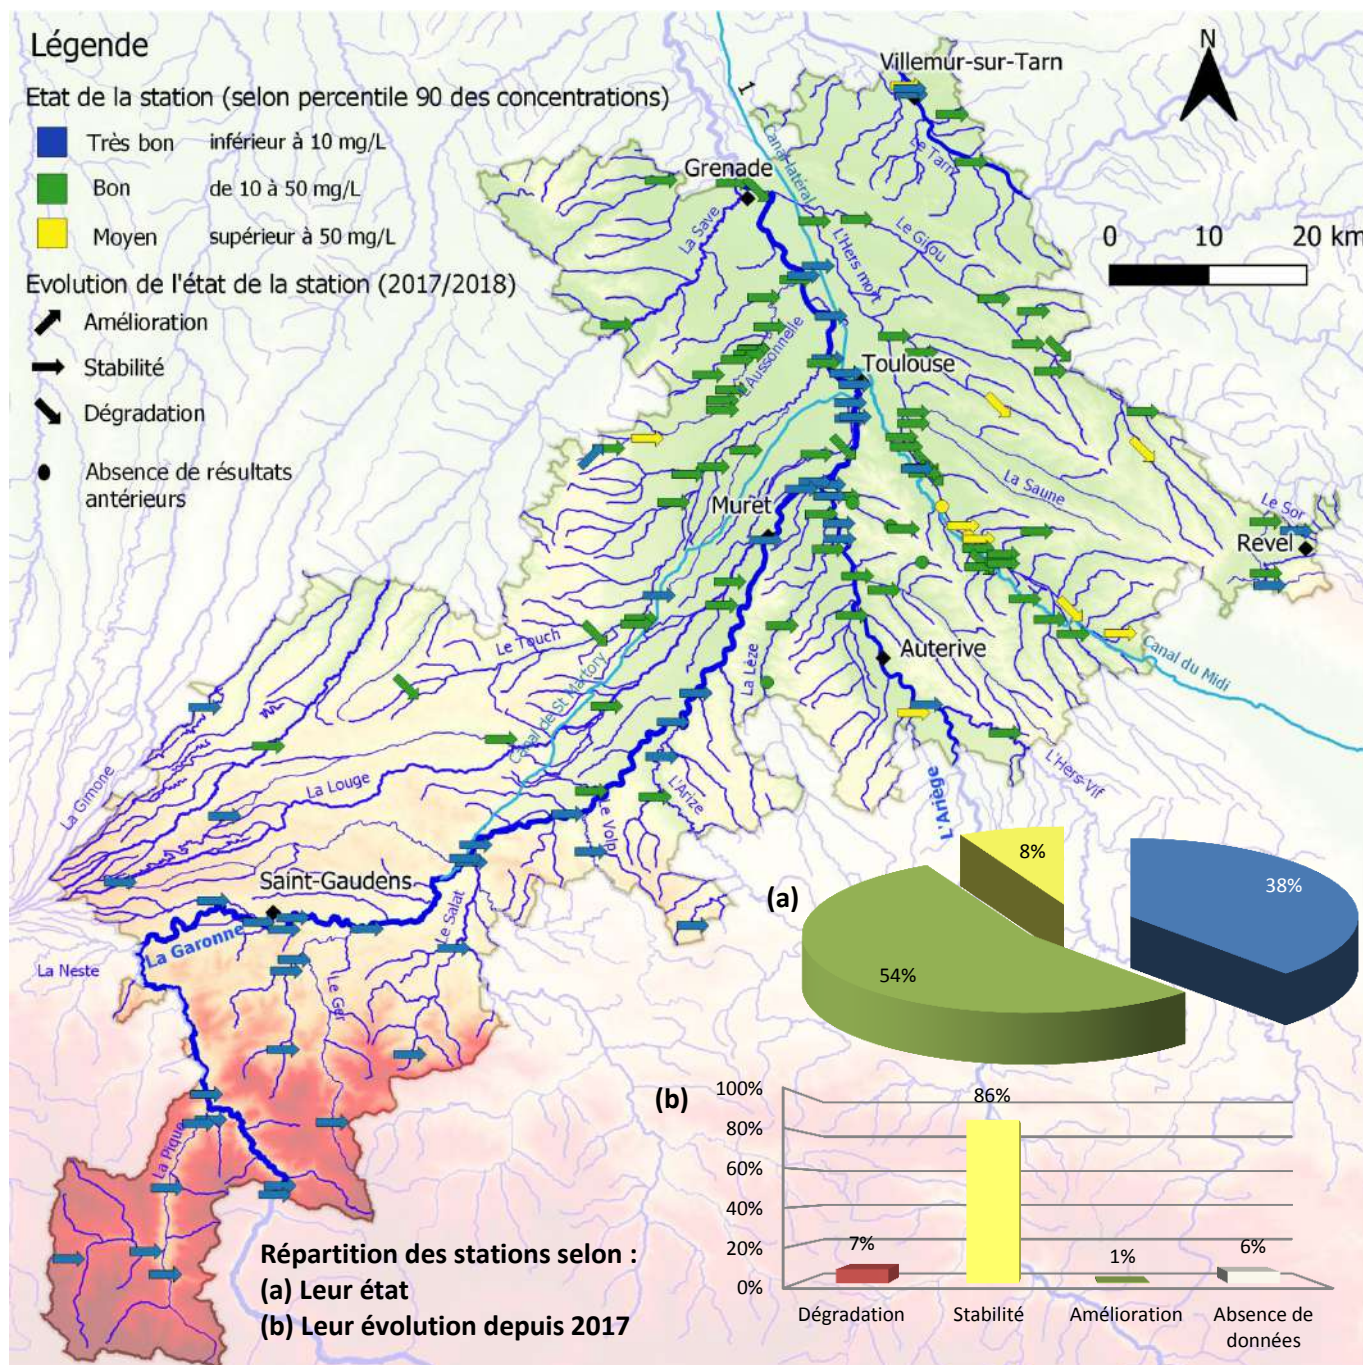 Légende
Etat de la station (selon percentile 90 des concentrations)
Très bon inférieur à 10 mg/L
Bon de 10 à 50 mg/L
Moyen supérieur à 50 mg/L
Evolution de l'état de la station (2017/2018)
Amélioration
Stabilité
Dégradation
Absence de résultats
antérieurs
N
0 10 20 km
1
Villemur-sur-Tarn
Le Tarn
Canal latéral
Grenade
La Save
L'Hers mort
Le Girou
L'Aussonnelle
Toulouse
La Saune
Le Sor
Revel
Muret
Le Touch
Canal de St Martory
La Lèze
Auterive
Canal du Midi
La Gimone
La Louge
L'Arize
Le Volp
L'Ariège
L'Hers-vif
Saint-Gaudens
Le Salat
La Garonne
La Neste
Le Ger
La Pique
(a)
8%
38%
54%
(b)
100%
80%
60%
40%
20%
0%
7%
86%
1%
6%
Dégradation Stabilité Amélioration Absence de
données
Répartition des stations selon :
(a) Leur état
(b) Leur évolution depuis 2017